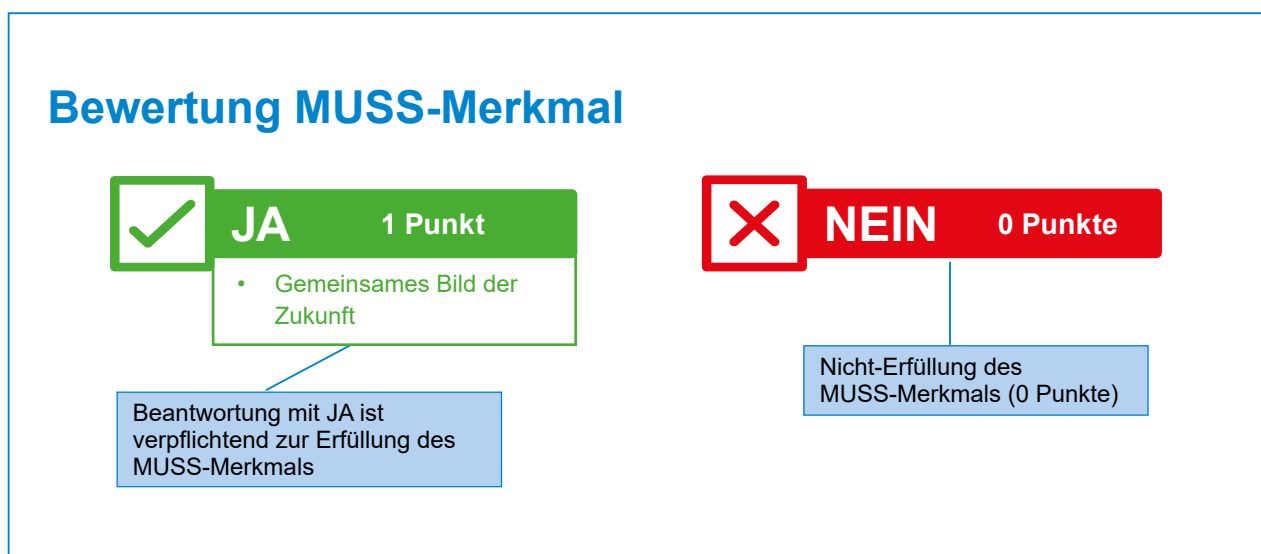 Bewertung MUSS-Merkmal
JA 1 Punkt
• Gemeinsames Bild der
Zukunft
Beantwortung mit JA ist
verpflichtend zur Erfüllung des
MUSS-Merkmals
NEIN 0 Punkte
Nicht-Erfüllung des
MUSS-Merkmals (0 Punkte)